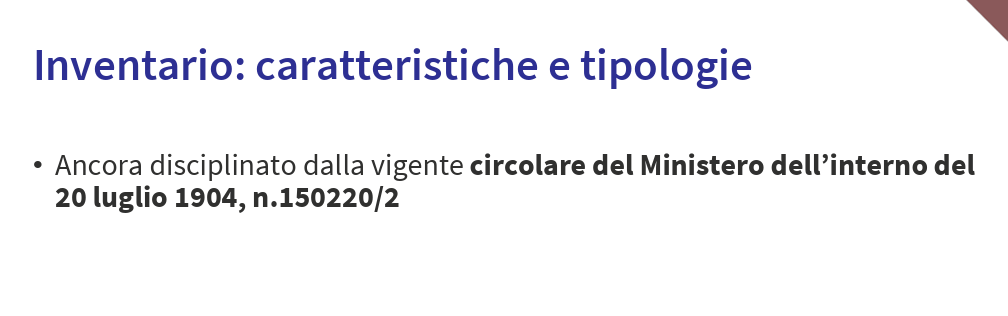 Inventario: caratteristiche e tipologie
• Ancora disciplinato dalla vigente circolare del Ministero dell’interno del
20 luglio 1904, n.150220/2